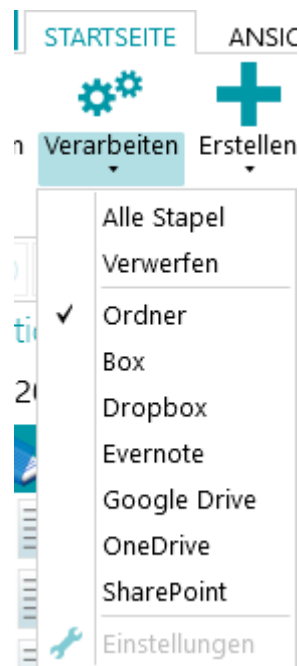 STARTSEITE ANSIC
n Verarbeiten Erstellen
Alle Stapel
Verwerfen
Ordner
Box
Dropbox
Evernote
Google Drive
OneDrive
SharePoint
Einstellungen